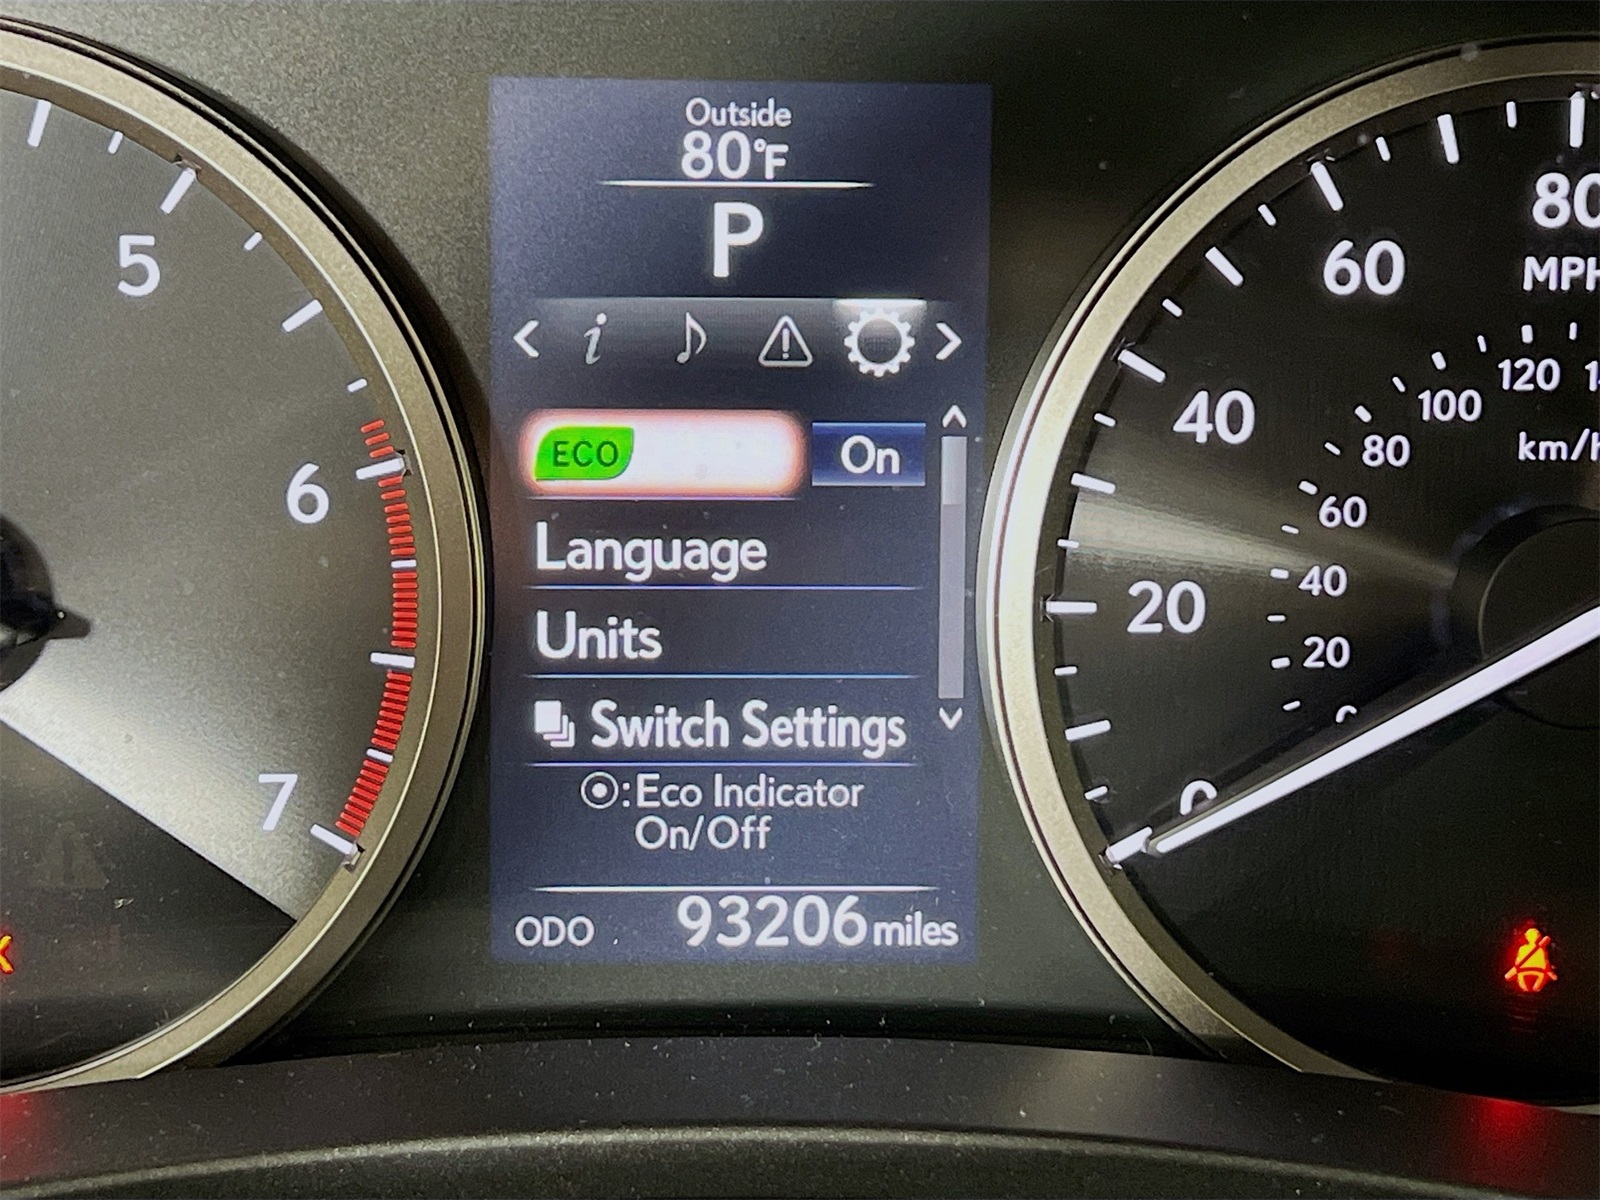 Outside
80°F
P
ECO On
Language
Units
Switch Settings
:Eco Indicator
On/Off
ODO 93206 miles
5
6
7
80
MPH
60
40
20
0
120
100
80
60
40
20
km/h